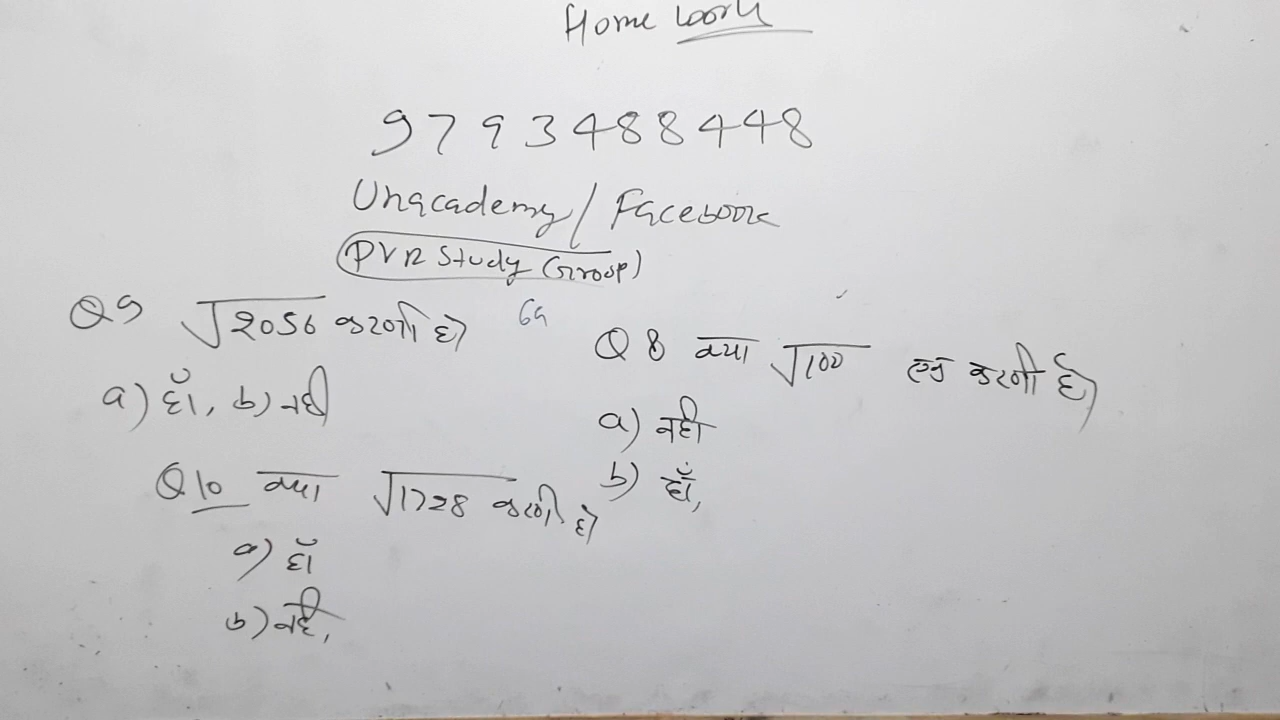 Home work
9793488448
Unacademy / Facebook
PVR Study Group
Q9 √2056 करणी है
a) हाँ, b) नही
Q 8 क्या √100 एक करणी है
a) नही
b) हाँ,
Q10 क्या √1728 करणी है
a) हाँ
b) नही,